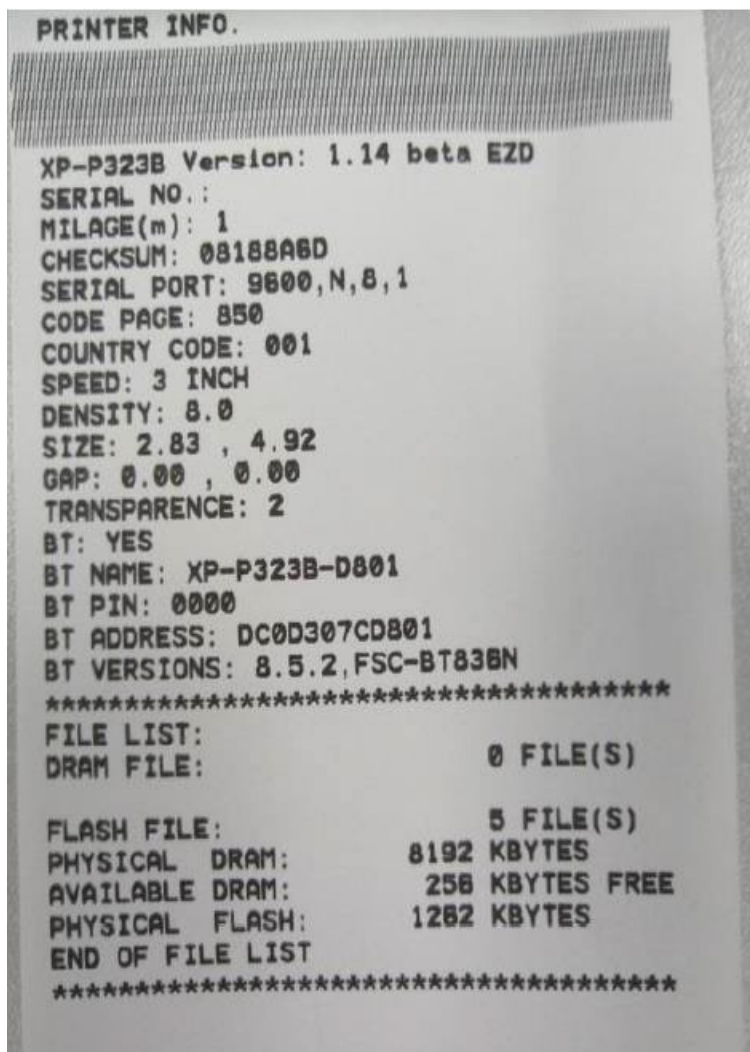 PRINTER INFO.
XP-P323B Version: 1.14 beta EZD
SERIAL NO.:
MILAGE(m): 1
CHECKSUM: 08188A6D
SERIAL PORT: 9600,N,8,1
CODE PAGE: 850
COUNTRY CODE: 001
SPEED: 3 INCH
DENSITY: 8.0
SIZE: 2.83 , 4.92
GAP: 0.00 , 0.00
TRANSPARENCE: 2
BT: YES
BT NAME: XP-P323B-D801
BT PIN: 0000
BT ADDRESS: DC0D307CD801
BT VERSIONS: 8.5.2,FSC-BT836N
****************************************
FILE LIST:
DRAM FILE: 0 FILE(S)
FLASH FILE: 5 FILE(S)
PHYSICAL DRAM: 8192 KBYTES
AVAILABLE DRAM: 256 KBYTES FREE
PHYSICAL FLASH: 1262 KBYTES
END OF FILE LIST
****************************************